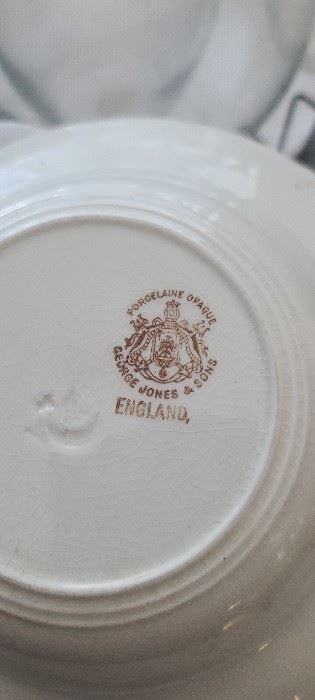 PORCELAINE OPAQUE
GEORGE JONES & SONS
ENGLAND.